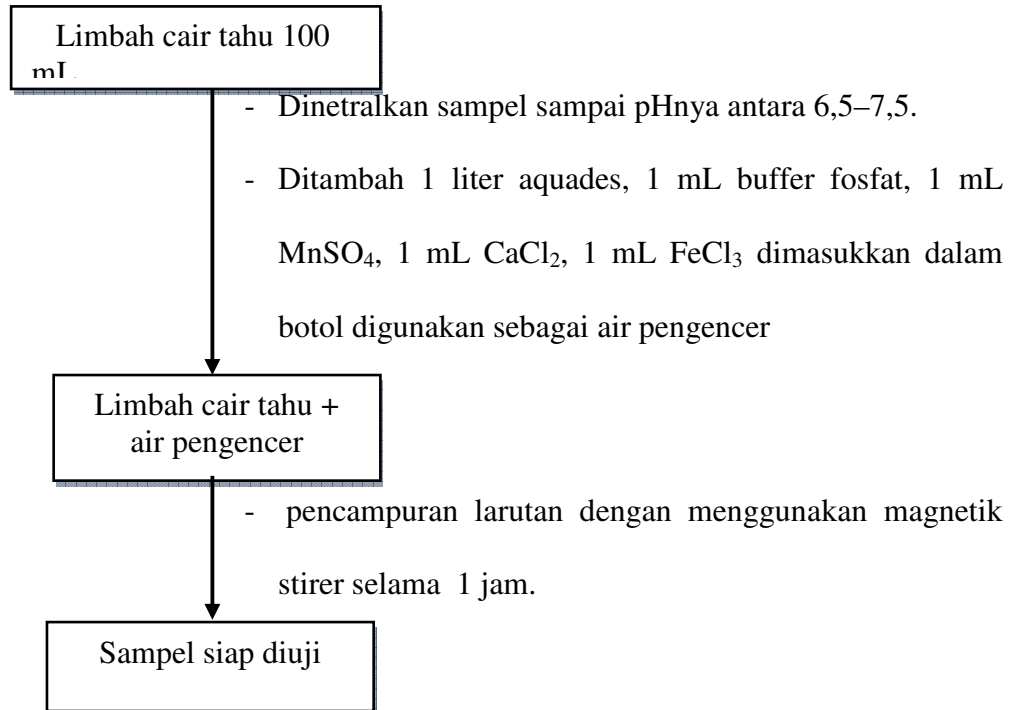 Limbah cair tahu 100
mL
- Dinetralkan sampel sampai pHnya antara 6,5–7,5.
- Ditambah 1 liter aquades, 1 mL buffer fosfat, 1 mL
MnSO₄, 1 mL CaCl₂, 1 mL FeCl₃ dimasukkan dalam
botol digunakan sebagai air pengencer
Limbah cair tahu +
air pengencer
- pencampuran larutan dengan menggunakan magnetik
stirer selama 1 jam.
Sampel siap diuji